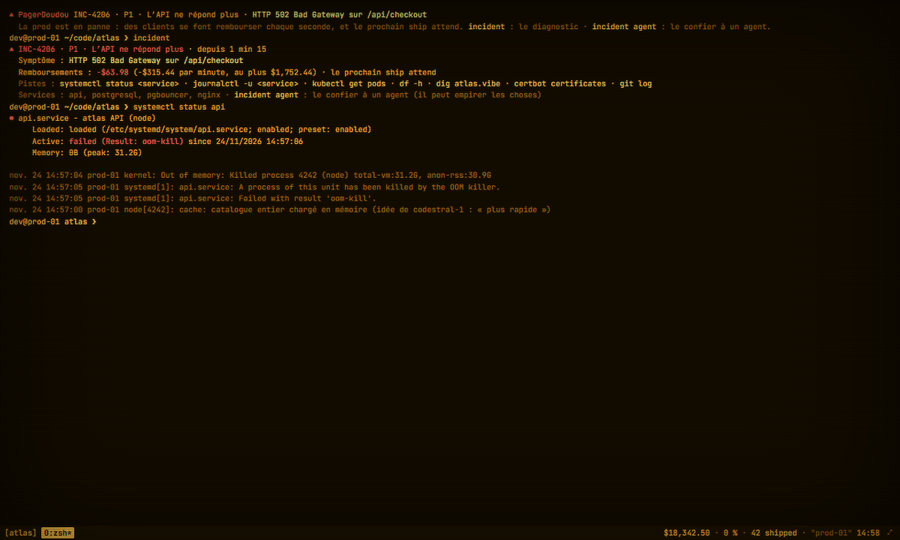 ▲ PagerDoudou INC-4206 · P1 · L'API ne répond plus · HTTP 502 Bad Gateway sur /api/checkout
La prod est en panne : des clients se font rembourser chaque seconde, et le prochain ship attend. incident : le diagnostic · incident agent : le confier à un agent.
dev@prod-01 ~/code/atlas ❯ incident
▲ INC-4206 · P1 · L'API ne répond plus · depuis 1 min 15
Symptôme : HTTP 502 Bad Gateway sur /api/checkout
Remboursements : -$63.98 (-$315.44 par minute, au plus $1,752.44) · le prochain ship attend
Pistes : systemctl status <service> · journalctl -u <service> · kubectl get pods · df -h · dig atlas.vibe · certbot certificates · git log
Services : api, postgresql, pgbouncer, nginx · incident agent : le confier à un agent (il peut empirer les choses)
dev@prod-01 ~/code/atlas ❯ systemctl status api
● api.service - atlas API (node)
Loaded: loaded (/etc/systemd/system/api.service; enabled; preset: enabled)
Active: failed (Result: oom-kill) since 24/11/2026 14:57:06
Memory: 0B (peak: 31.2G)
nov. 24 14:57:04 prod-01 kernel: Out of memory: Killed process 4242 (node) total-vm:31.2G, anon-rss:30.9G
nov. 24 14:57:05 prod-01 systemd[1]: api.service: A process of this unit has been killed by the OOM killer.
nov. 24 14:57:05 prod-01 systemd[1]: api.service: Failed with result 'oom-kill'.
nov. 24 14:57:00 prod-01 node[4242]: cache: catalogue entier chargé en mémoire (idée de codestral-1 : « plus rapide »)
dev@prod-01 atlas ❯
[atlas] 0:zsh* $18,342.50 · 0 % · 42 shipped · "prod-01" 14:58